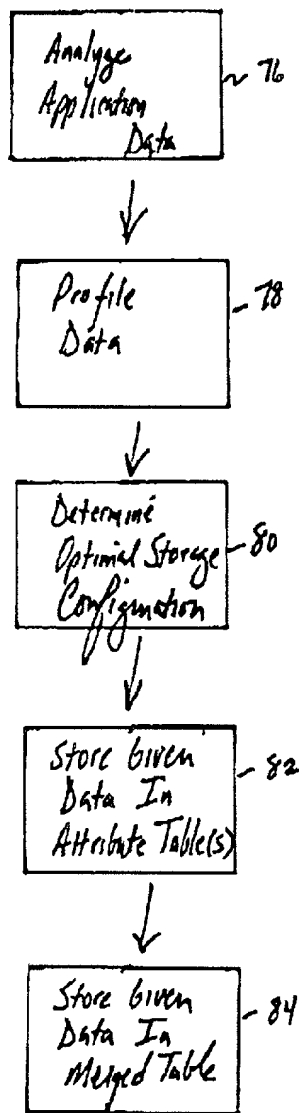 Analyze
Application
Data
76
Profile
Data
78
Determine
Optimal Storage
Configuration
80
Store Given
Data In
Attribute Table(s)
82
Store Given
Data In
Merged Table
84